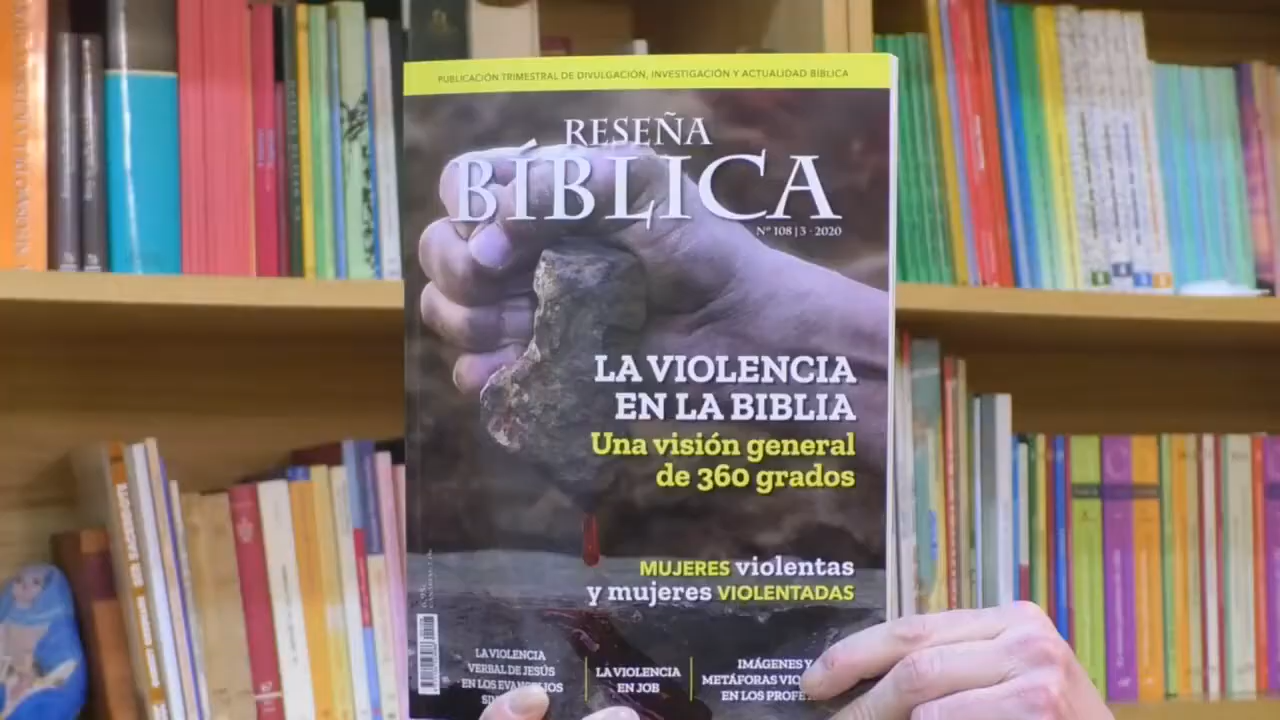 PUBLICACIÓN TRIMESTRAL DE DIVULGACIÓN, INVESTIGACIÓN Y ACTUALIDAD BÍBLICA
RESEÑA
BÍBLICA
Nº 108 | 3 · 2020
LA VIOLENCIA
EN LA BIBLIA
Una visión general
de 360 grados
MUJERES violentas
y mujeres VIOLENTADAS
LA VIOLENCIA
VERBAL DE JESÚS
EN LOS
LA VIOLENCIA
EN JOB
IMÁGENES Y
METÁFORAS
EN LOS